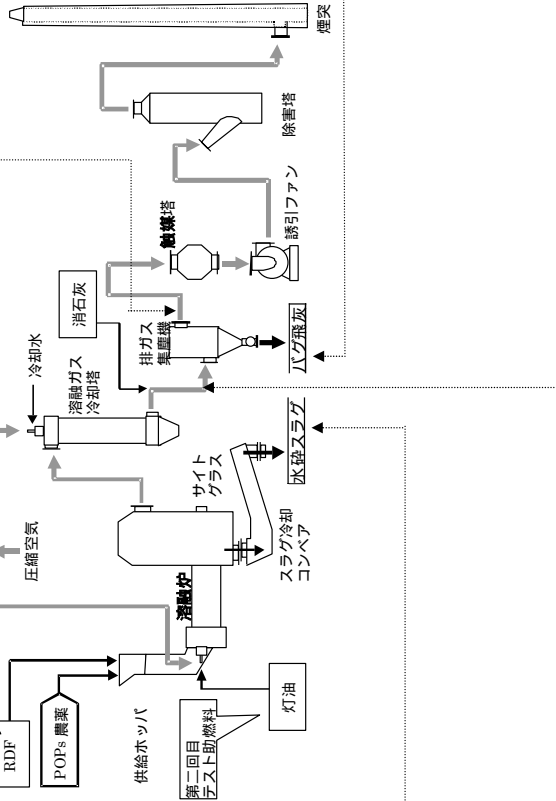 煙突
除害塔
誘引ファン
触媒塔
消石灰
排ガス
集塵機
バグ飛灰
冷却水
溶融ガス
冷却塔
サイト
グラス
水砕スラグ
スラグ冷却
コンベア
圧縮空気
溶融炉
灯油
供給ホッパ
第二回目
テスト助燃料
POPs 農薬
RDF